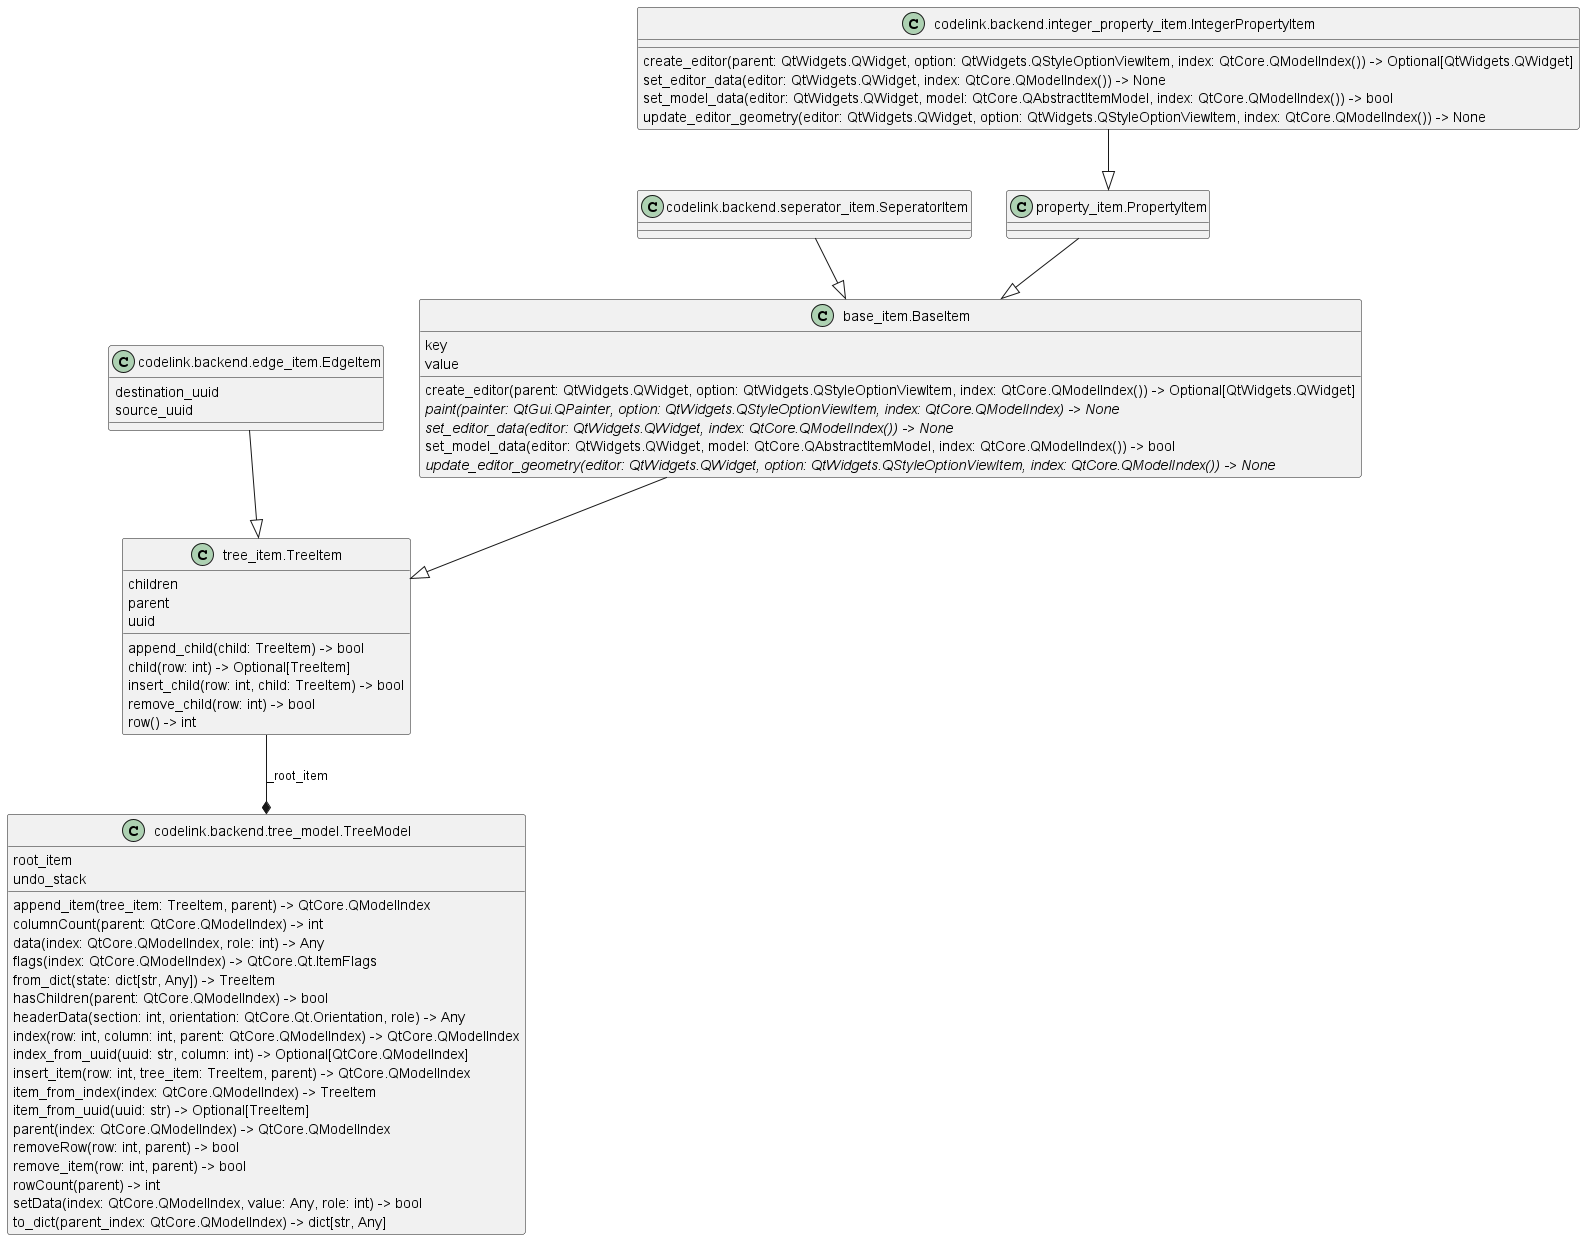 C codelink.backend.integer_property_item.IntegerPropertyItem
create_editor(parent: QtWidgets.QWidget, option: QtWidgets.QStyleOptionViewItem, index: QtCore.QModelIndex()) -> Optional[QtWidgets.QWidget]
set_editor_data(editor: QtWidgets.QWidget, index: QtCore.QModelIndex()) -> None
set_model_data(editor: QtWidgets.QWidget, model: QtCore.QAbstractItemModel, index: QtCore.QModelIndex()) -> bool
update_editor_geometry(editor: QtWidgets.QWidget, option: QtWidgets.QStyleOptionViewItem, index: QtCore.QModelIndex()) -> None
C codelink.backend.seperator_item.SeperatorItem
C property_item.PropertyItem
C base_item.BaseItem
key
value
create_editor(parent: QtWidgets.QWidget, option: QtWidgets.QStyleOptionViewItem, index: QtCore.QModelIndex()) -> Optional[QtWidgets.QWidget]
paint(painter: QtGui.QPainter, option: QtWidgets.QStyleOptionViewItem, index: QtCore.QModelIndex) -> None
set_editor_data(editor: QtWidgets.QWidget, index: QtCore.QModelIndex()) -> None
set_model_data(editor: QtWidgets.QWidget, model: QtCore.QAbstractItemModel, index: QtCore.QModelIndex()) -> bool
update_editor_geometry(editor: QtWidgets.QWidget, option: QtWidgets.QStyleOptionViewItem, index: QtCore.QModelIndex()) -> None
C codelink.backend.edge_item.EdgeItem
destination_uuid
source_uuid
C tree_item.TreeItem
children
parent
uuid
append_child(child: TreeItem) -> bool
child(row: int) -> Optional[TreeItem]
insert_child(row: int, child: TreeItem) -> bool
remove_child(row: int) -> bool
row() -> int
_root_item
C codelink.backend.tree_model.TreeModel
root_item
undo_stack
append_item(tree_item: TreeItem, parent) -> QtCore.QModelIndex
columnCount(parent: QtCore.QModelIndex) -> int
data(index: QtCore.QModelIndex, role: int) -> Any
flags(index: QtCore.QModelIndex) -> QtCore.Qt.ItemFlags
from_dict(state: dict[str, Any]) -> TreeItem
hasChildren(parent: QtCore.QModelIndex) -> bool
headerData(section: int, orientation: QtCore.Qt.Orientation, role) -> Any
index(row: int, column: int, parent: QtCore.QModelIndex) -> QtCore.QModelIndex
index_from_uuid(uuid: str, column: int) -> Optional[QtCore.QModelIndex]
insert_item(row: int, tree_item: TreeItem, parent) -> QtCore.QModelIndex
item_from_index(index: QtCore.QModelIndex) -> TreeItem
item_from_uuid(uuid: str) -> Optional[TreeItem]
parent(index: QtCore.QModelIndex) -> QtCore.QModelIndex
removeRow(row: int, parent) -> bool
remove_item(row: int, parent) -> bool
rowCount(parent) -> int
setData(index: QtCore.QModelIndex, value: Any, role: int) -> bool
to_dict(parent_index: QtCore.QModelIndex) -> dict[str, Any]